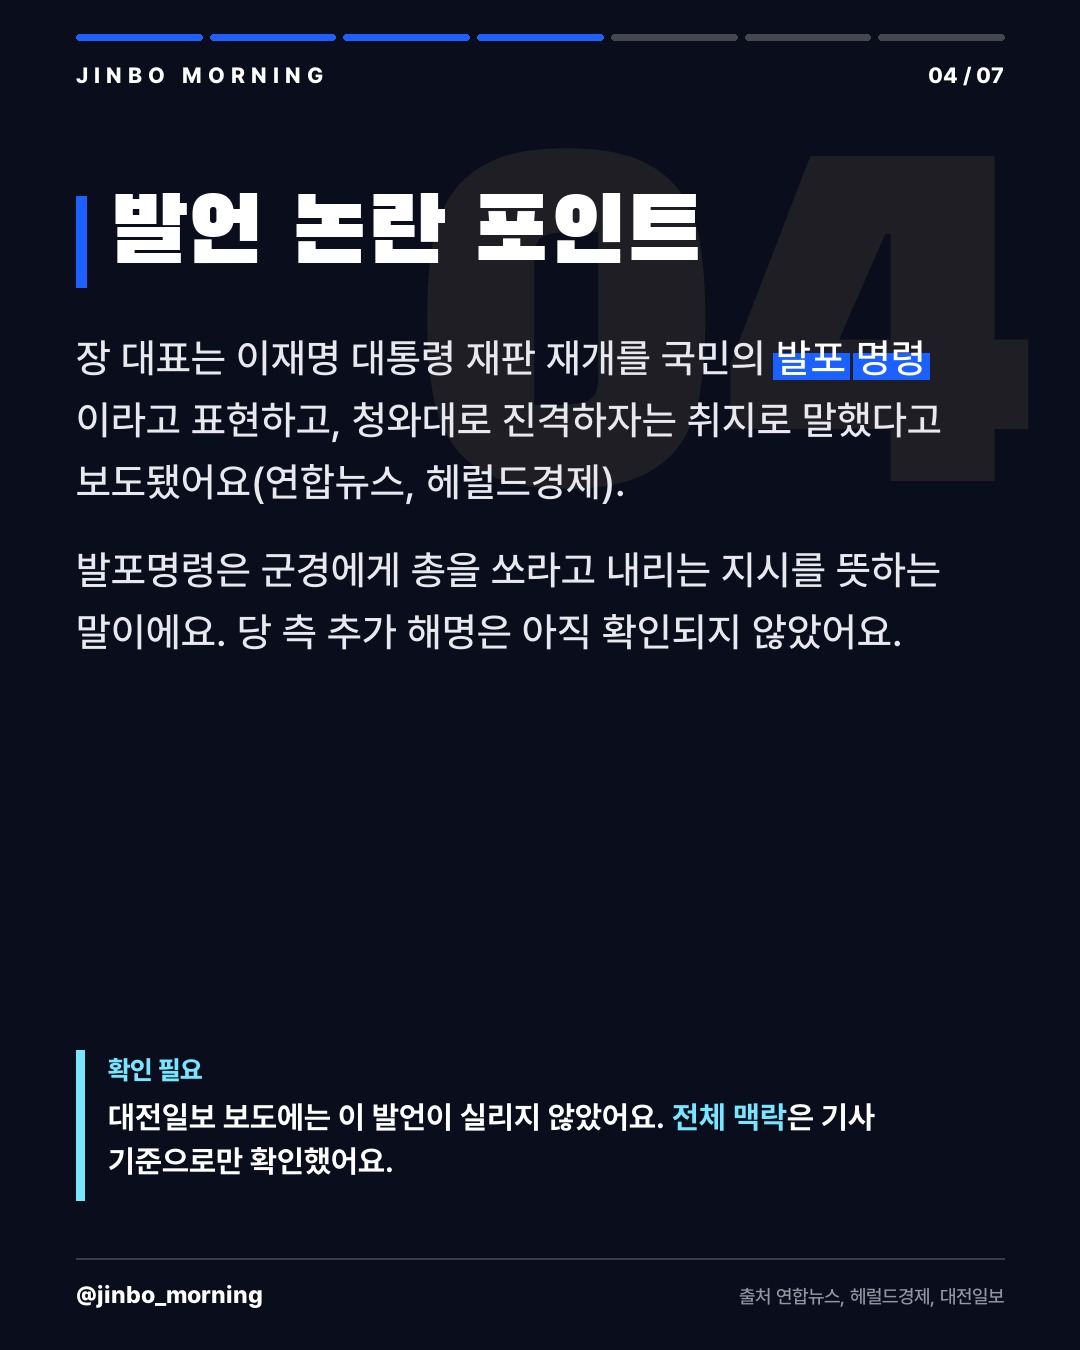 JINBO MORNING
04 / 07
04
발언 논란 포인트
장 대표는 이재명 대통령 재판 재개를 국민의 발포 명령
이라고 표현하고, 청와대로 진격하자는 취지로 말했다고
보도됐어요(연합뉴스, 헤럴드경제).
발포명령은 군경에게 총을 쏘라고 내리는 지시를 뜻하는
말이에요. 당 측 추가 해명은 아직 확인되지 않았어요.
확인 필요
대전일보 보도에는 이 발언이 실리지 않았어요. 전체 맥락은 기사
기준으로만 확인했어요.
@jinbo_morning
출처 연합뉴스, 헤럴드경제, 대전일보